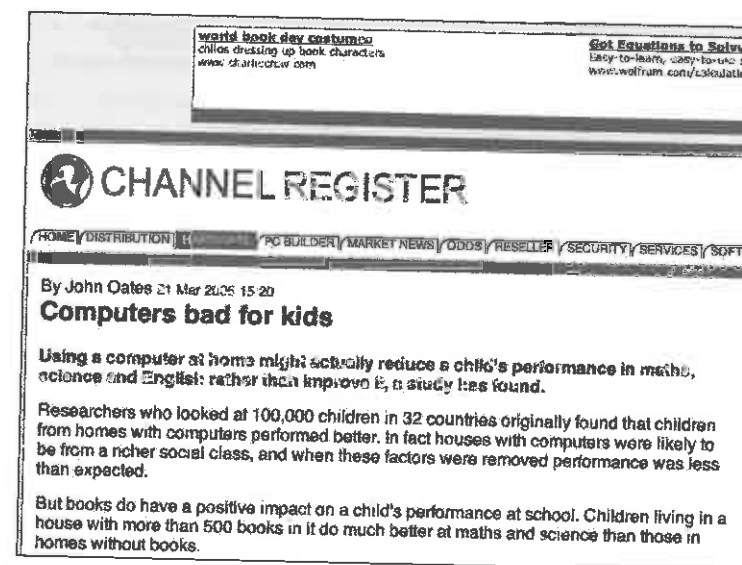 world book day costumes
childs dressing up book characters
www charliecrow com
Got Equations to Solve
Easy-to-learn, easy-to-use
www.wolfram.com/calculatio
CHANNEL REGISTER
HOME DISTRIBUTION PC BUILDER MARKET NEWS ODDS RESELLER SECURITY SERVICES SOFT
By John Oates 21 Mar 2005 15:20
Computers bad for kids
Using a computer at home might actually reduce a child's performance in maths,
science and English rather than improve it, a study has found.
Researchers who looked at 100,000 children in 32 countries originally found that children
from homes with computers performed better. In fact houses with computers were likely to
be from a richer social class, and when these factors were removed performance was less
than expected.
But books do have a positive impact on a child's performance at school. Children living in a
house with more than 500 books in it do much better at maths and science than those in
homes without books.